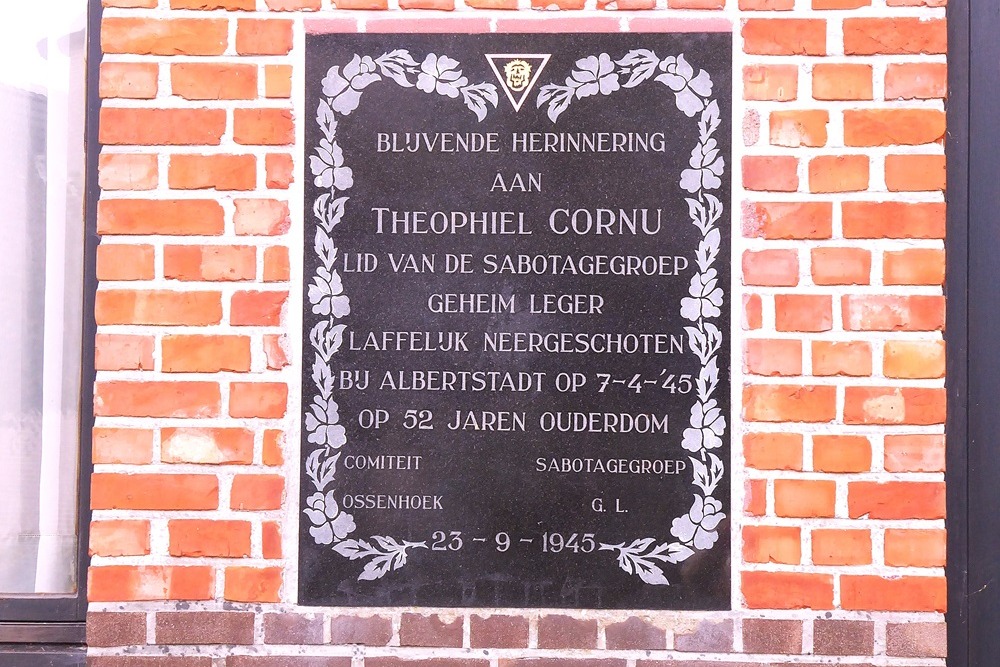 BLIJVENDE HERINNERING
AAN
THEOPHIEL CORNU
LID VAN DE SABOTAGEGROEP
GEHEIM LEGER
LAFFELIJK NEERGESCHOTEN
BIJ ALBERTSTADT OP 7-4-'45
OP 52 JAREN OUDERDOM
COMITEIT SABOTAGEGROEP
OSSENHOEK G. L.
23-9-1945